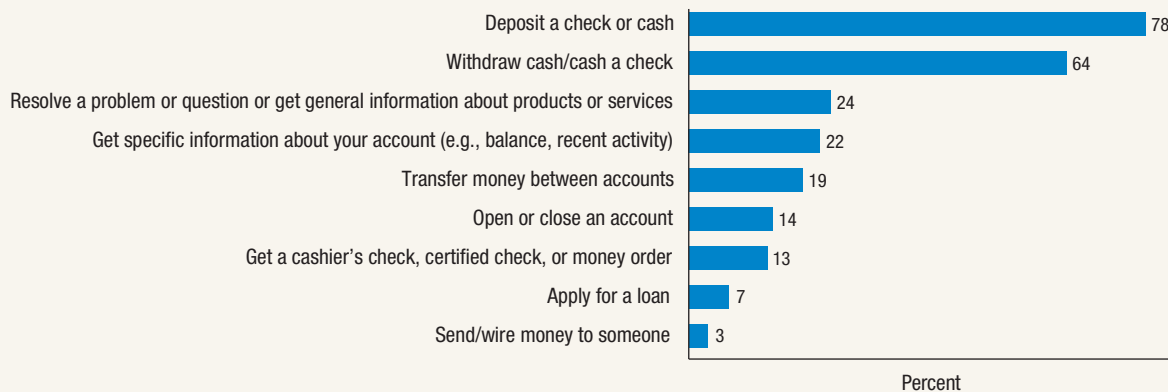 Deposit a check or cash 78
Withdraw cash/cash a check 64
Resolve a problem or question or get general information about products or services 24
Get specific information about your account (e.g., balance, recent activity) 22
Transfer money between accounts 19
Open or close an account 14
Get a cashier’s check, certified check, or money order 13
Apply for a loan 7
Send/wire money to someone 3
Percent